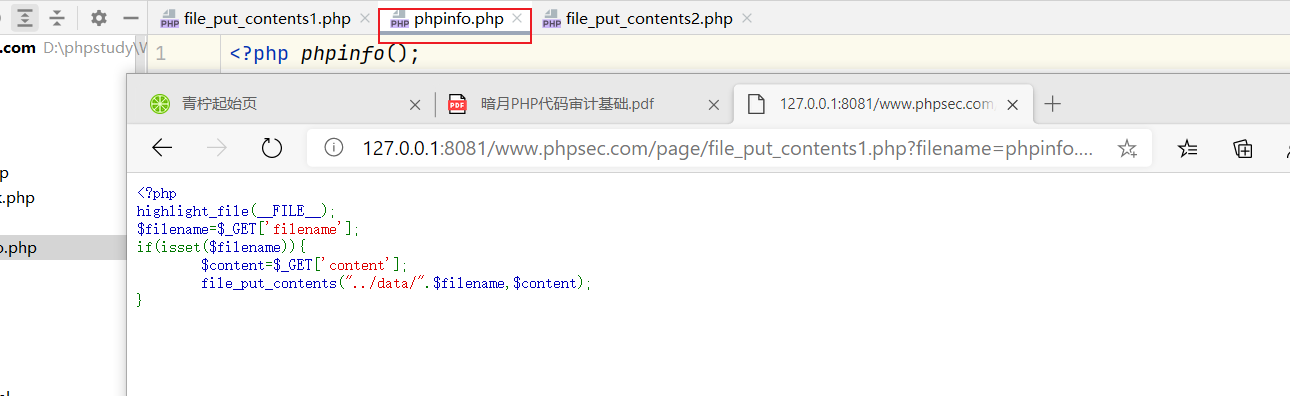 file_put_contents1.php
phpinfo.php
file_put_contents2.php
.com D:\phpstudy\W
1 <?php phpinfo();
青柠起始页
PDF 暗月PHP代码审计基础.pdf
127.0.0.1:8081/www.phpsec.com
127.0.0.1:8081/www.phpsec.com/page/file_put_contents1.php?filename=phpinfo....
p
.php
o.php
<?php
highlight_file(__FILE__);
$filename=$_GET['filename'];
if(isset($filename)){
$content=$_GET['content'];
file_put_contents("../data/".$filename,$content);
}